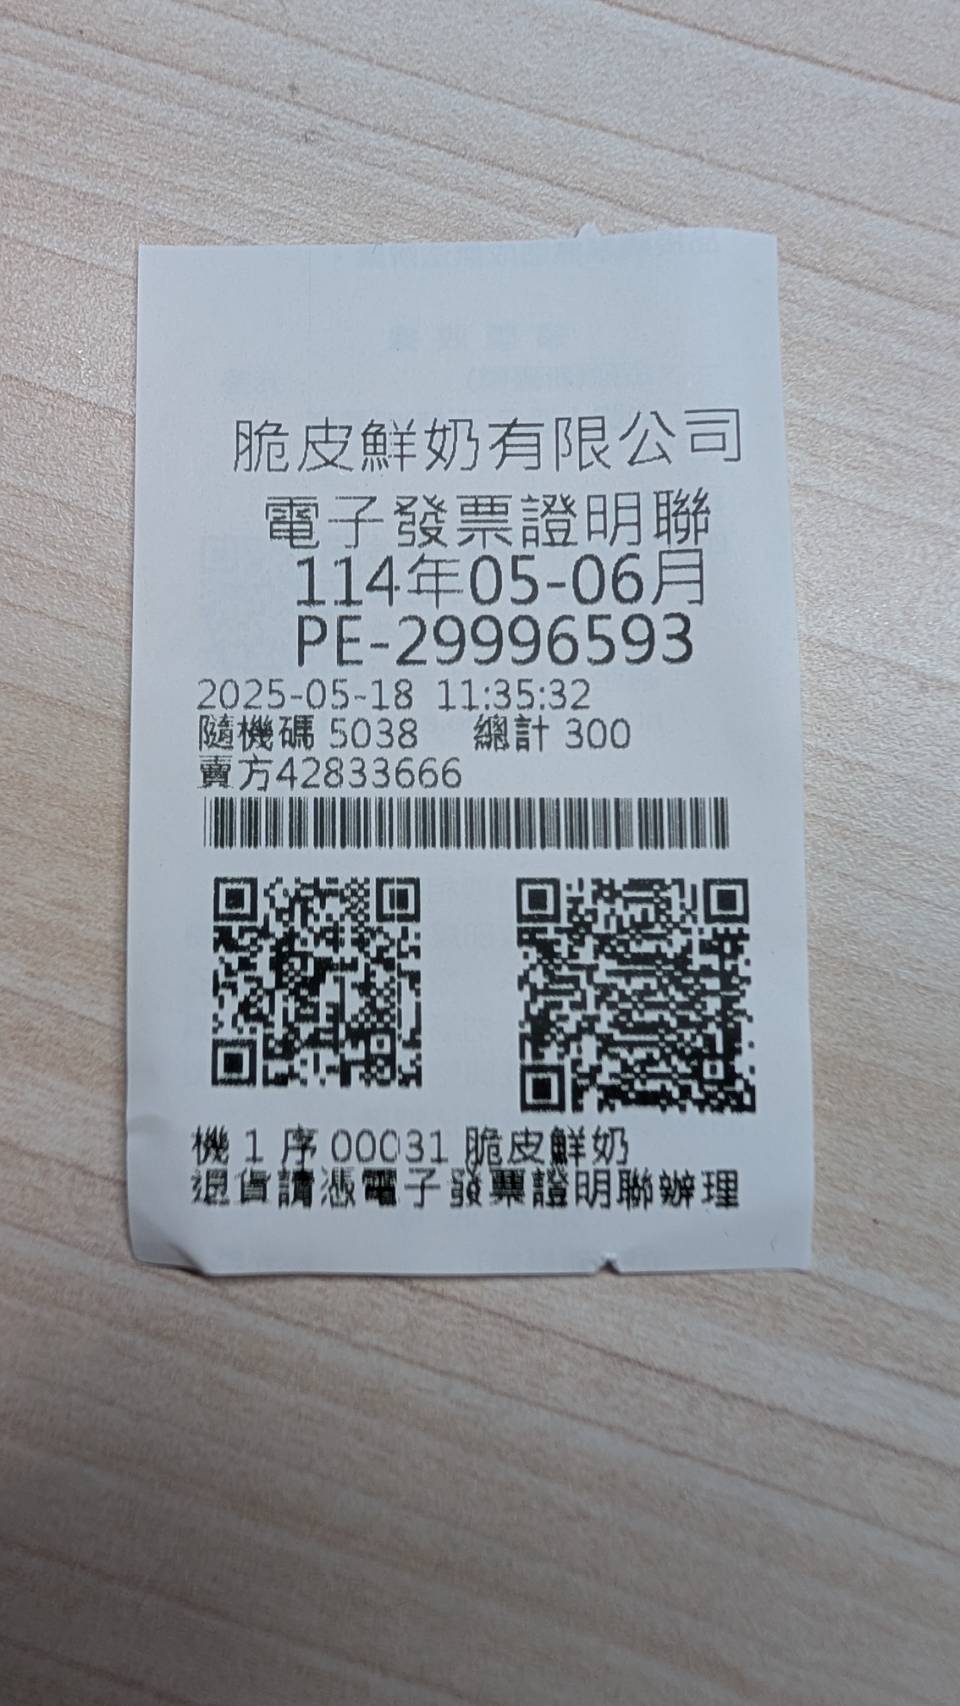 脆皮鮮奶有限公司
電子發票證明聯
114年05-06月
PE-29996593
2025-05-18 11:35:32
隨機碼 5038 總計 300
賣方42833666
機 1 序 00031 脆皮鮮奶
退貨請憑電子發票證明聯辦理